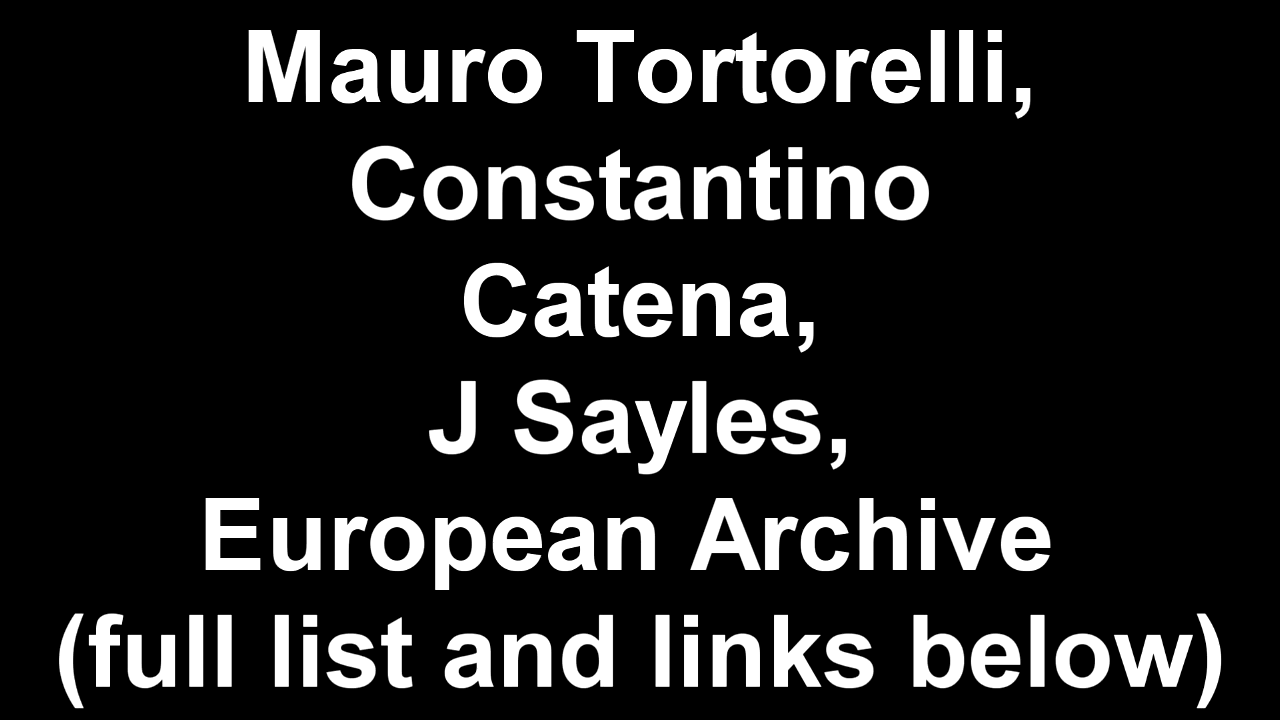 Mauro Tortorelli,
Constantino
Catena,
J Sayles,
European Archive
(full list and links below)